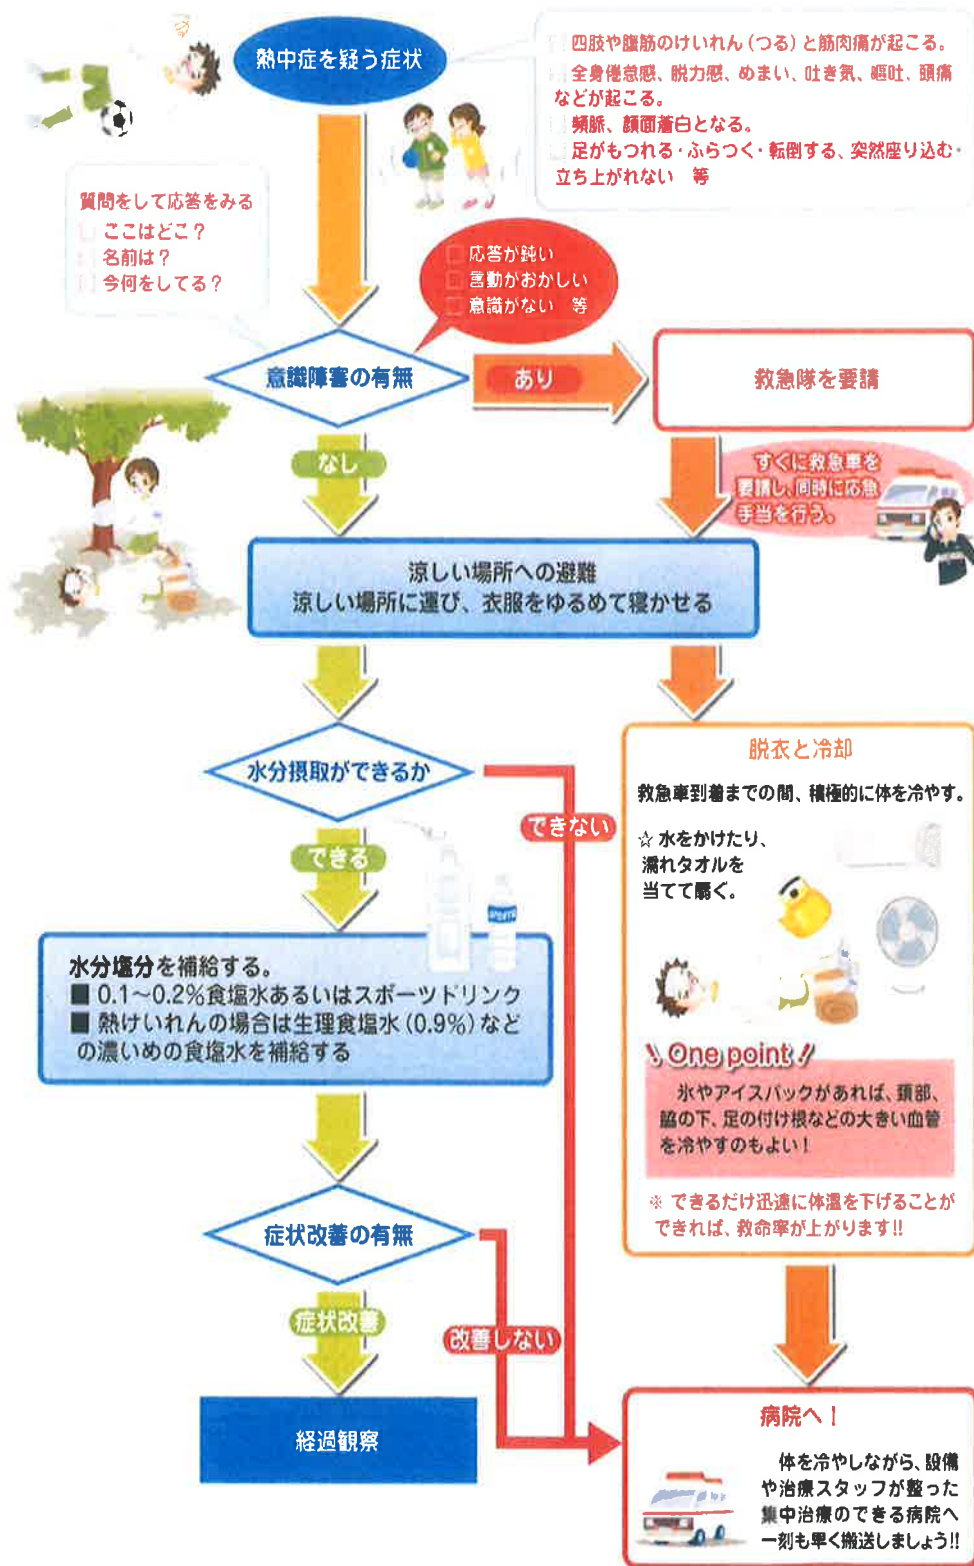 熱中症を疑う症状
四肢や腹筋のけいれん(つる)と筋肉痛が起こる。
全身倦怠感、脱力感、めまい、吐き気、嘔吐、頭痛
などが起こる。
頻脈、顔面蒼白となる。
足がもつれる・ふらつく・転倒する、突然座り込む・
立ち上がれない 等
質問をして応答をみる
ここはどこ?
名前は?
今何をしてる?
応答が鈍い
言動がおかしい
意識がない 等
意識障害の有無
あり
救急隊を要請
なし
すぐに救急車を
要請し、同時に応急
手当を行う。
涼しい場所への避難
涼しい場所に運び、衣服をゆるめて寝かせる
水分摂取ができるか
できない
できる
脱衣と冷却
救急車到着までの間、積極的に体を冷やす。
☆ 水をかけたり、
濡れタオルを
当てて扇ぐ。
水分塩分を補給する。
■ 0.1～0.2%食塩水あるいはスポーツドリンク
■ 熱けいれんの場合は生理食塩水(0.9%)など
の濃いめの食塩水を補給する
One point
氷やアイスパックがあれば、頭部、
脇の下、足の付け根などの大きい血管
を冷やすのもよい!
※ できるだけ迅速に体温を下げることが
できれば、救命率が上がります!!
症状改善の有無
症状改善
改善しない
経過観察
病院へ!
体を冷やしながら、設備
や治療スタッフが整った
集中治療のできる病院へ
一刻も早く搬送しましょう!!